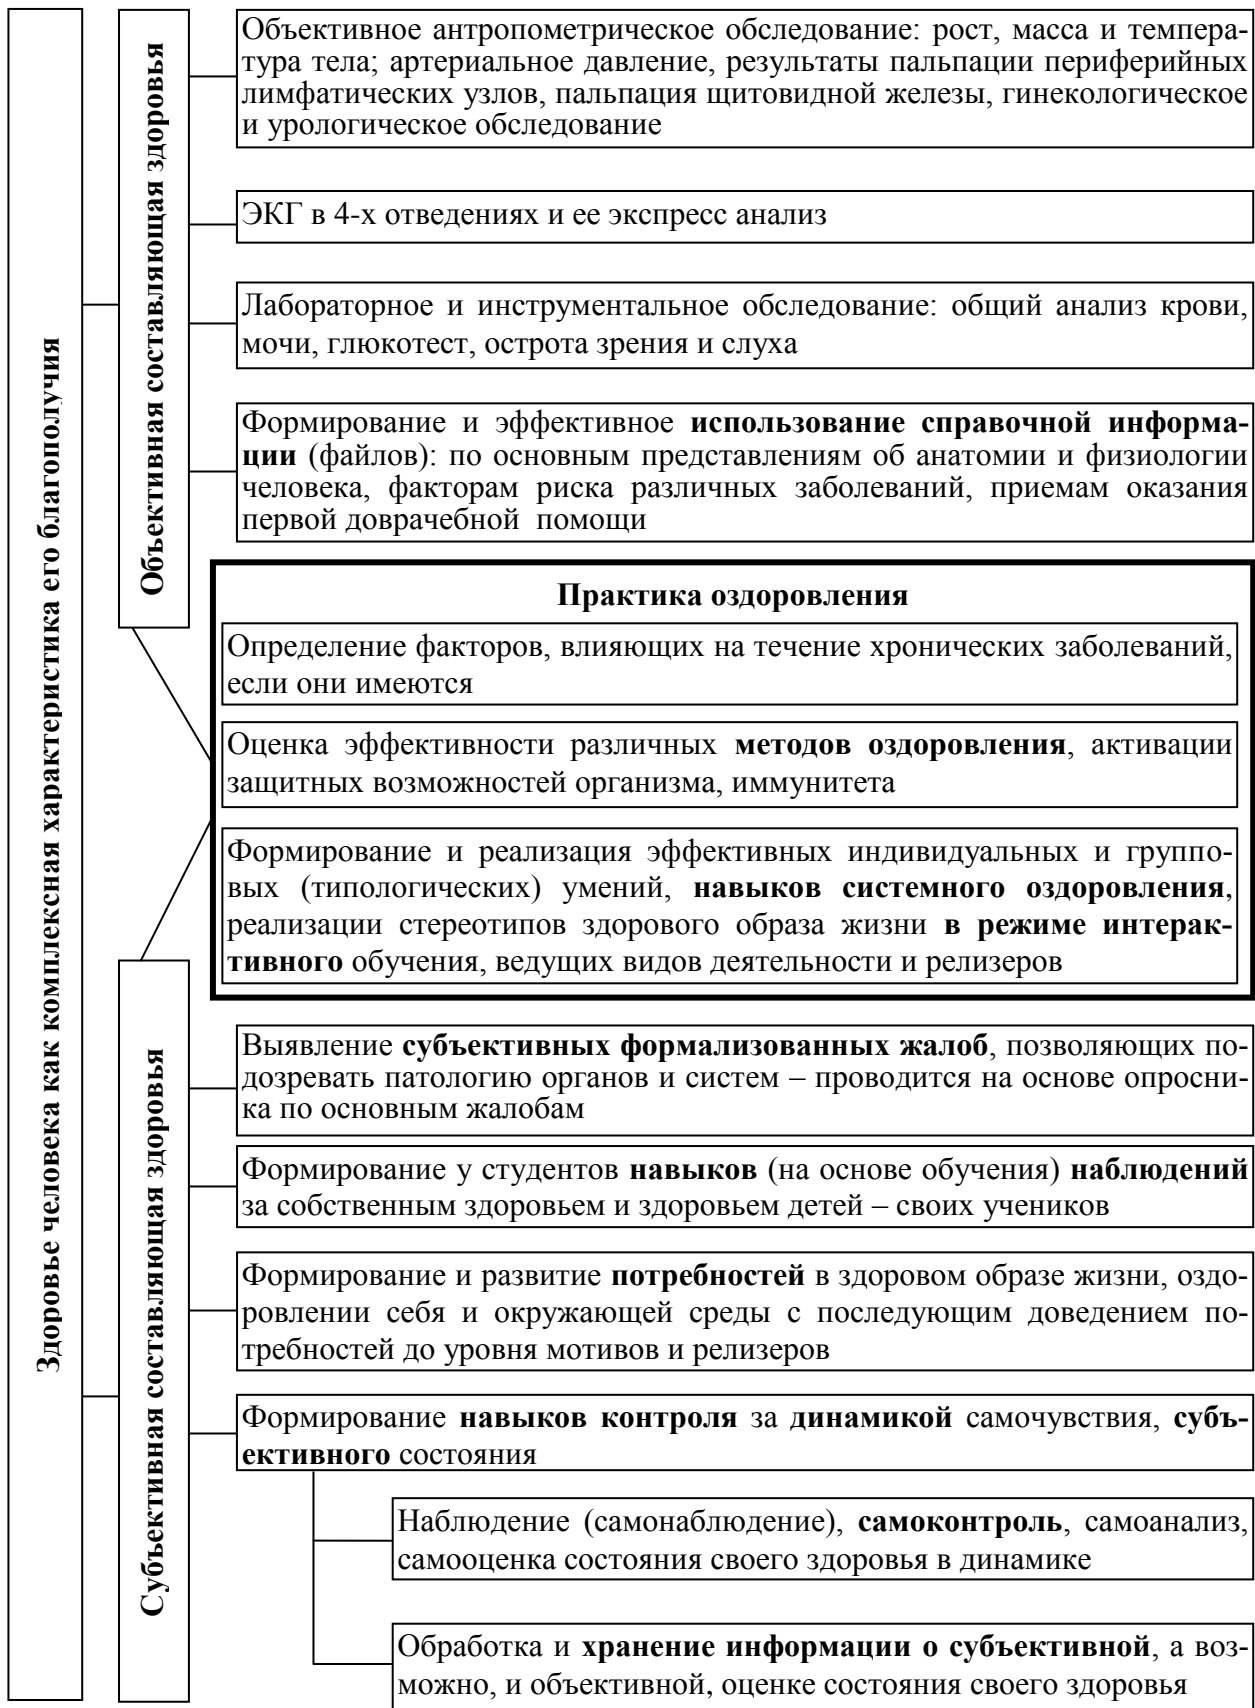 Здоровье человека как комплексная характеристика его благополучия
Объективная составляющая здоровья
Объективное антропометрическое обследование: рост, масса и темпера-
тура тела; артериальное давление, результаты пальпации периферийных
лимфатических узлов, пальпация щитовидной железы, гинекологическое
и урологическое обследование
ЭКГ в 4-х отведениях и ее экспресс анализ
Лабораторное и инструментальное обследование: общий анализ крови,
мочи, глюкотест, острота зрения и слуха
Формирование и эффективное использование справочной информа-
ции (файлов): по основным представлениям об анатомии и физиологии
человека, факторам риска различных заболеваний, приемам оказания
первой доврачебной помощи
Практика оздоровления
Определение факторов, влияющих на течение хронических заболеваний,
если они имеются
Оценка эффективности различных методов оздоровления, активации
защитных возможностей организма, иммунитета
Формирование и реализация эффективных индивидуальных и группо-
вых (типологических) умений, навыков системного оздоровления,
реализации стереотипов здорового образа жизни в режиме интерак-
тивного обучения, ведущих видов деятельности и релизеров
Субъективная составляющая здоровья
Выявление субъективных формализованных жалоб, позволяющих по-
дозревать патологию органов и систем – проводится на основе опросни-
ка по основным жалобам
Формирование у студентов навыков (на основе обучения) наблюдений
за собственным здоровьем и здоровьем детей – своих учеников
Формирование и развитие потребностей в здоровом образе жизни, оздо-
ровлении себя и окружающей среды с последующим доведением по-
требностей до уровня мотивов и релизеров
Формирование навыков контроля за динамикой самочувствия, субъ-
ективного состояния
Наблюдение (самонаблюдение), самоконтроль, самоанализ,
самооценка состояния своего здоровья в динамике
Обработка и хранение информации о субъективной, а воз-
можно, и объективной, оценке состояния своего здоровья